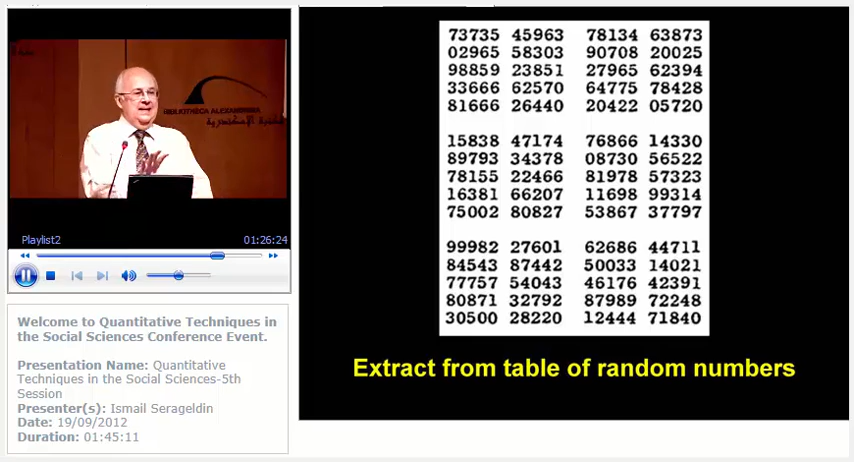 BIBLIOTHECA ALEXANDRINA
مكتبة الإسكندرية
Playlist2 01:26:24
Welcome to Quantitative Techniques in
the Social Sciences Conference Event.
Presentation Name: Quantitative
Techniques in the Social Sciences-5th
Session
Presenter(s): Ismail Serageldin
Date: 19/09/2012
Duration: 01:45:11
73735 45963 78134 63873
02965 58303 90708 20025
98859 23851 27965 62394
33666 62570 64775 78428
81666 26440 20422 05720
15838 47174 76866 14330
89793 34378 08730 56522
78155 22466 81978 57323
16381 66207 11698 99314
75002 80827 53867 37797
99982 27601 62686 44711
84543 87442 50033 14021
77757 54043 46176 42391
80871 32792 87989 72248
30500 28220 12444 71840
Extract from table of random numbers